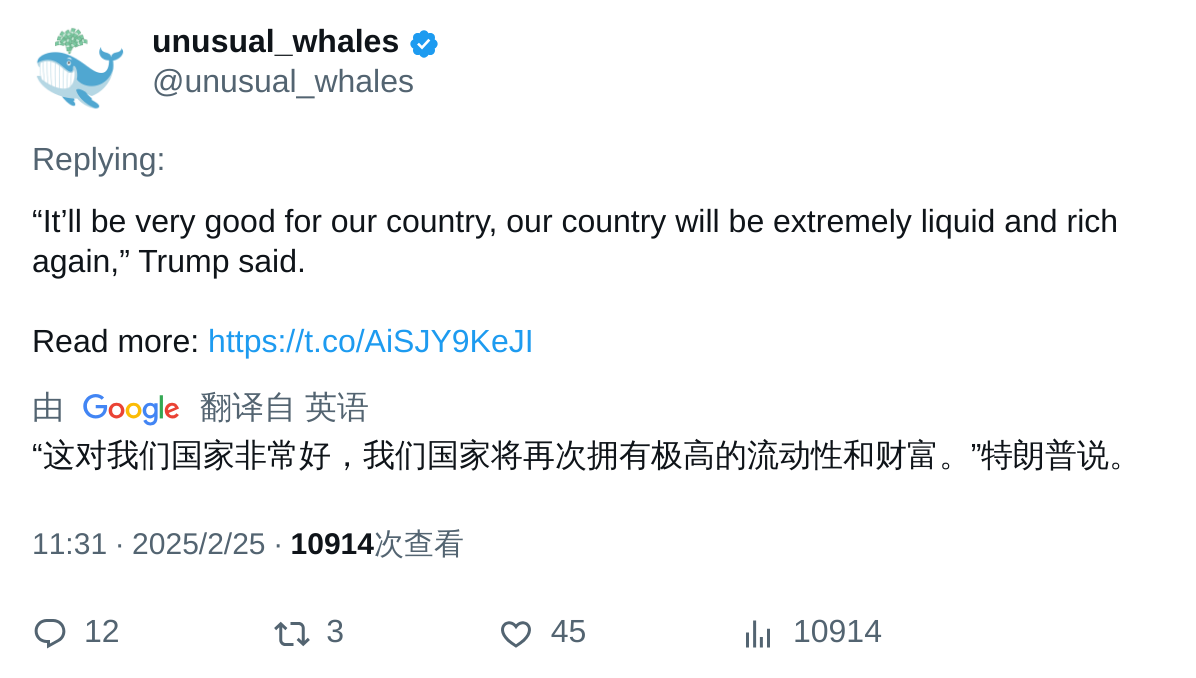 unusual_whales
@unusual_whales
Replying:
“It’ll be very good for our country, our country will be extremely liquid and rich
again,” Trump said.
Read more: https://t.co/AiSJY9KeJI
由 Google 翻译自 英语
“这对我们国家非常好，我们国家将再次拥有极高的流动性和财富。”特朗普说。
11:31 · 2025/2/25 · 10914次查看
12 3 45 10914